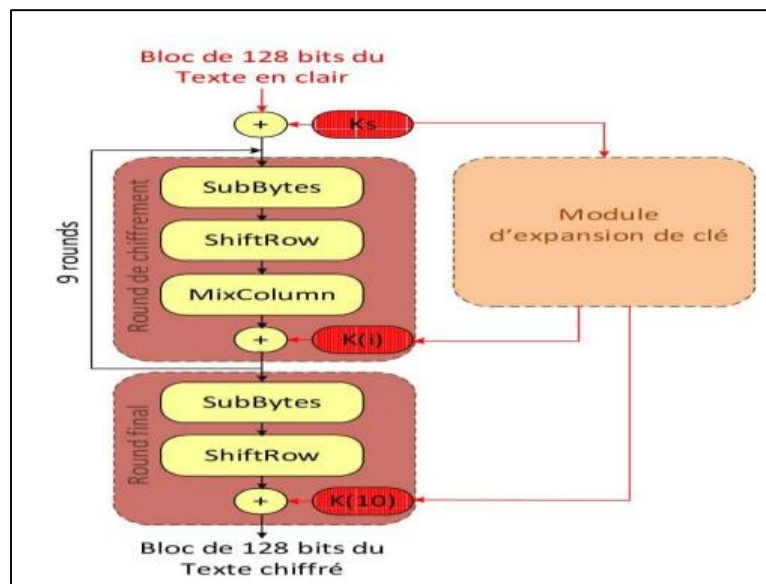 Bloc de 128 bits du
Texte en clair
+
Ks
SubBytes
ShiftRow
MixColumn
+
K(i)
Round de chiffrement
9 rounds
Module
d'expansion de clé
SubBytes
ShiftRow
+
K(10)
Round final
Bloc de 128 bits du
Texte chiffré